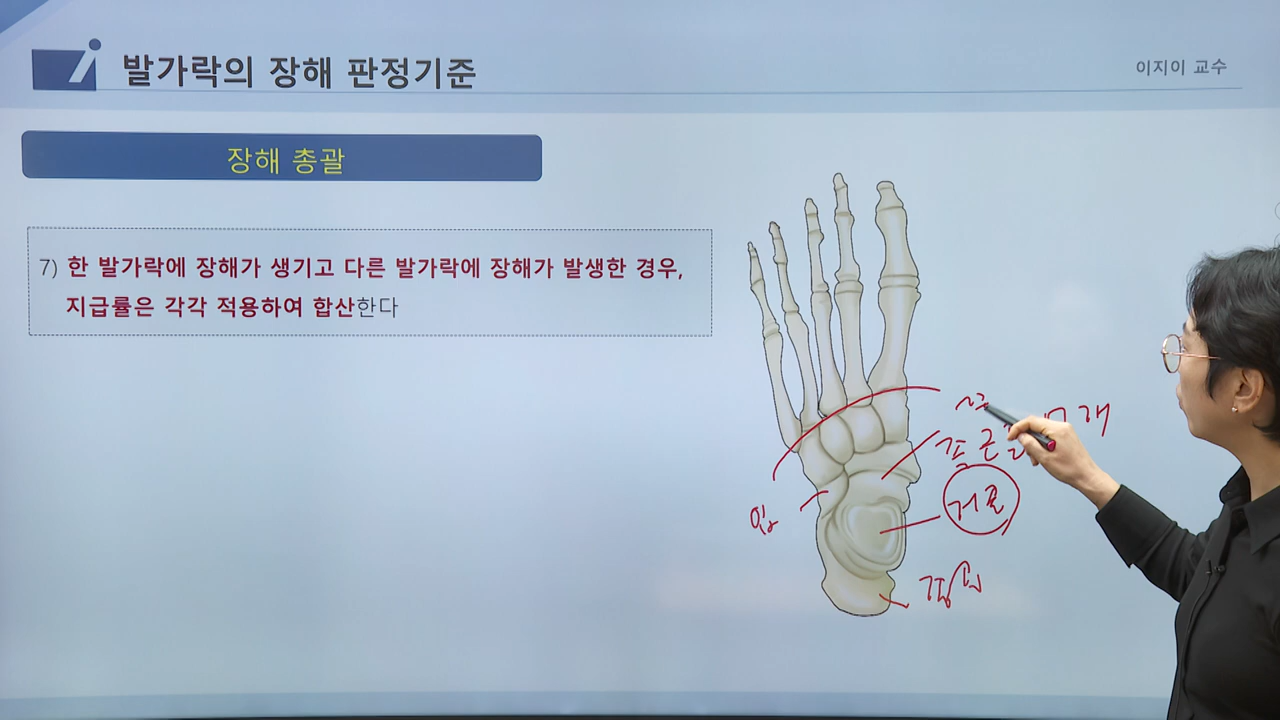 발가락의 장해 판정기준
이지이 교수
장해 총괄
7) 한 발가락에 장해가 생기고 다른 발가락에 장해가 발생한 경우,
지급률은 각각 적용하여 합산한다
개
거골